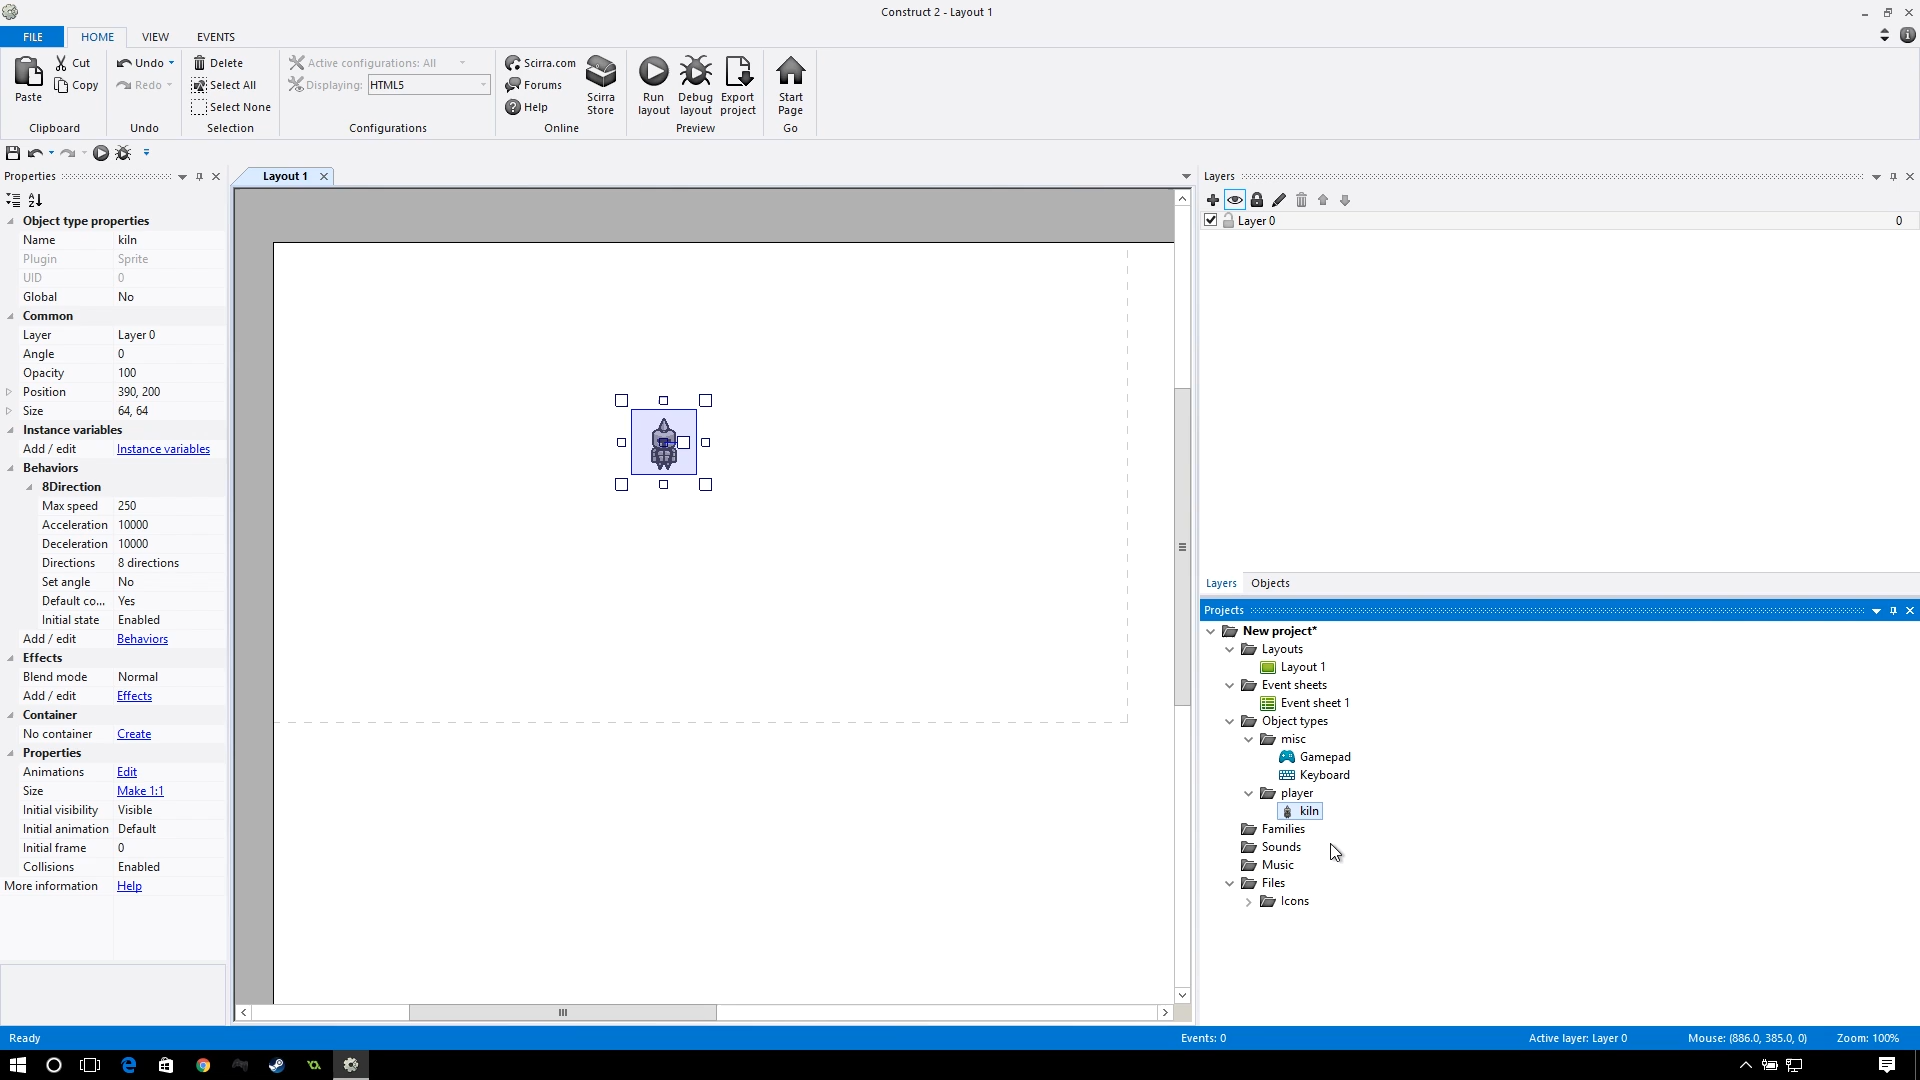 Construct 2 - Layout 1
FILE HOME VIEW EVENTS
Paste Cut Copy Clipboard
Undo Redo Undo
Delete Select All Select None Selection
Active configurations: All
Displaying: HTML5
Configurations
Scirra.com Forums Help Scirra Store Online
Run layout Debug layout Export project Preview
Start Page Go
Properties
Object type properties
Name kiln
Plugin Sprite
UID 0
Global No
Common
Layer Layer 0
Angle 0
Opacity 100
Position 390, 200
Size 64, 64
Instance variables
Add / edit Instance variables
Behaviors
8Direction
Max speed 250
Acceleration 10000
Deceleration 10000
Directions 8 directions
Set angle No
Default co... Yes
Initial state Enabled
Add / edit Behaviors
Effects
Blend mode Normal
Add / edit Effects
Container
No container Create
Properties
Animations Edit
Size Make 1:1
Initial visibility Visible
Initial animation Default
Initial frame 0
Collisions Enabled
More information Help
Layout 1
Layers
Layer 0 0
Layers Objects
Projects
New project*
Layouts
Layout 1
Event sheets
Event sheet 1
Object types
misc
Gamepad
Keyboard
player
kiln
Families
Sounds
Music
Files
Icons
Ready Events: 0 Active layer: Layer 0 Mouse: (886.0, 385.0, 0) Zoom: 100%